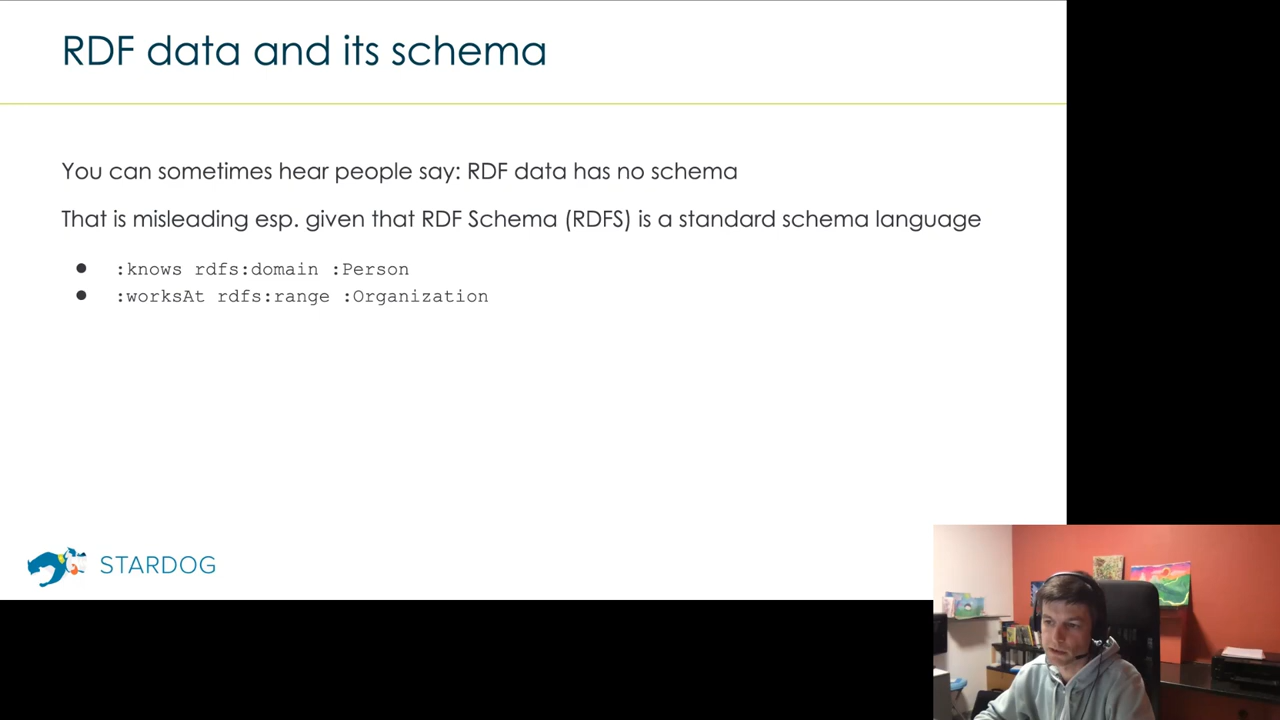 RDF data and its schema
You can sometimes hear people say: RDF data has no schema
That is misleading esp. given that RDF Schema (RDFS) is a standard schema language
● :knows rdfs:domain :Person
● :worksAt rdfs:range :Organization
STARDOG